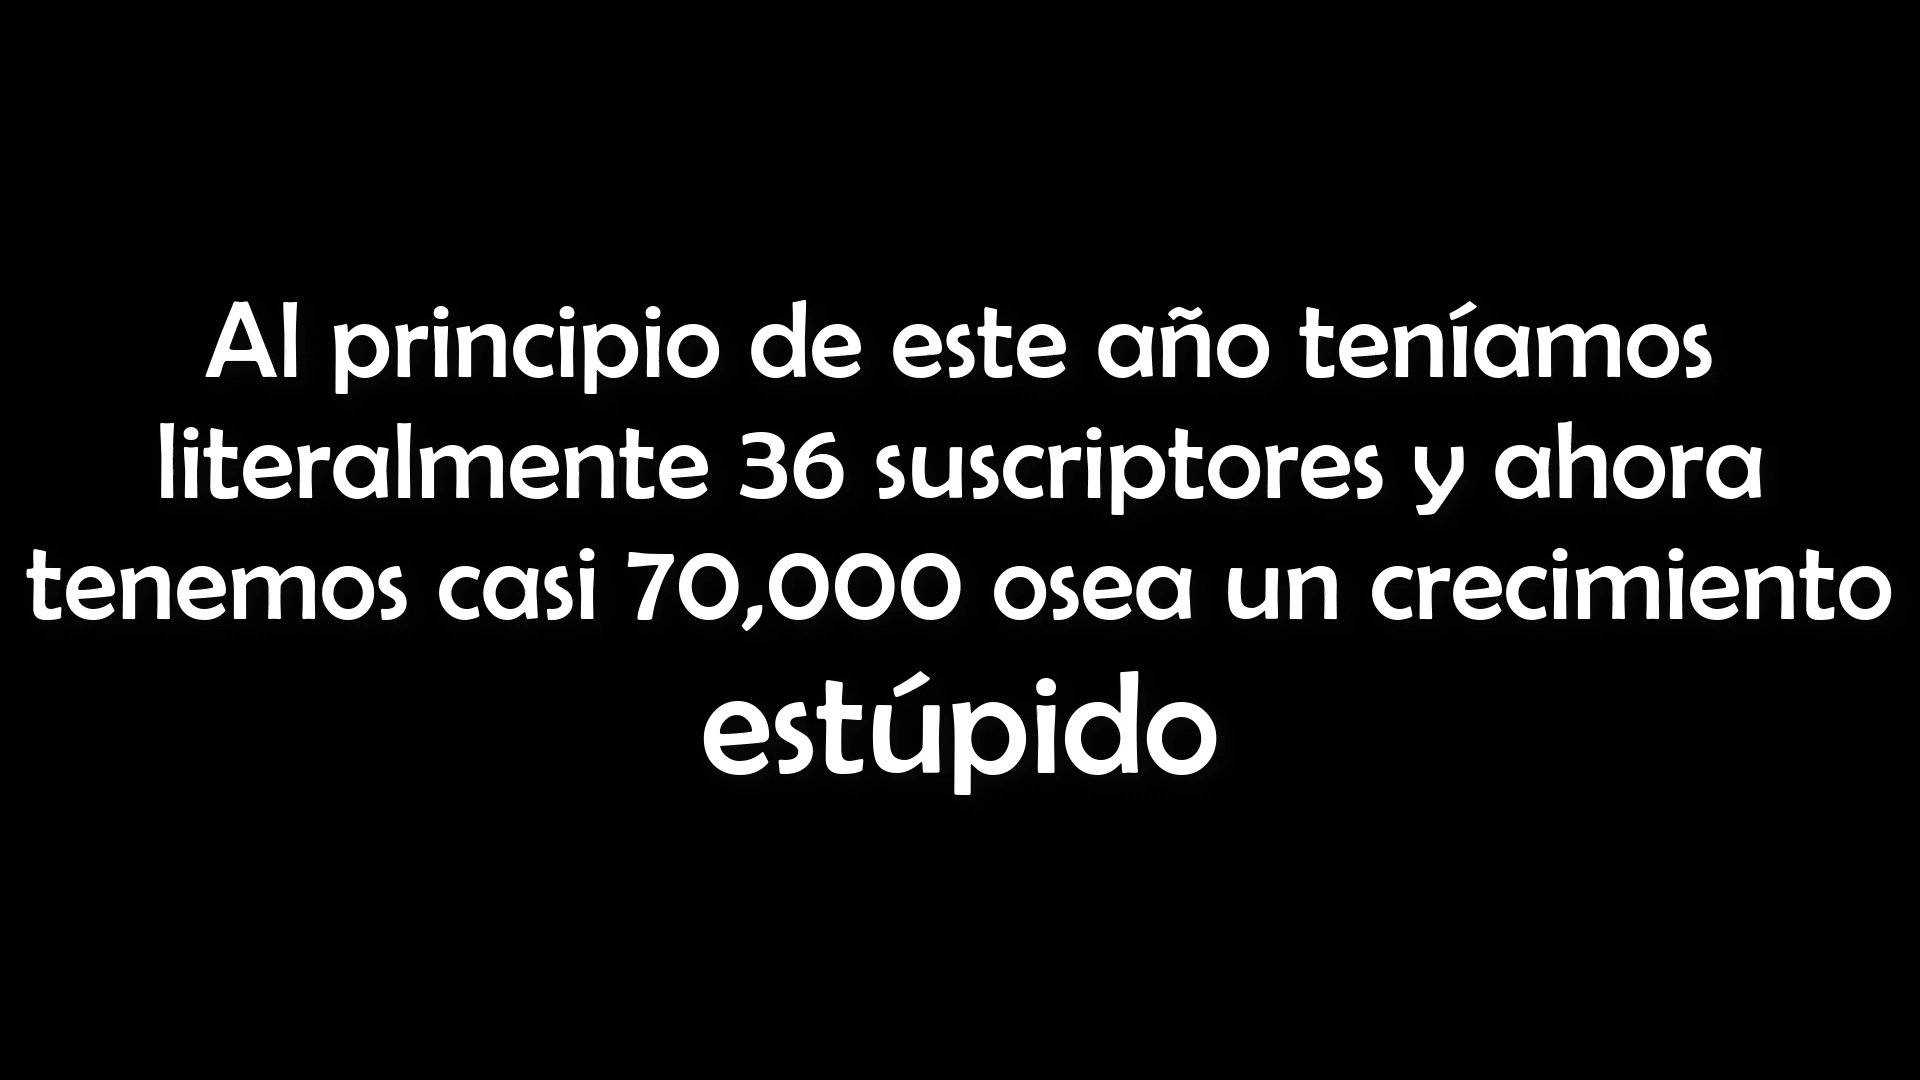 Al principio de este año teníamos
literalmente 36 suscriptores y ahora
tenemos casi 70,000 osea un crecimiento
estúpido